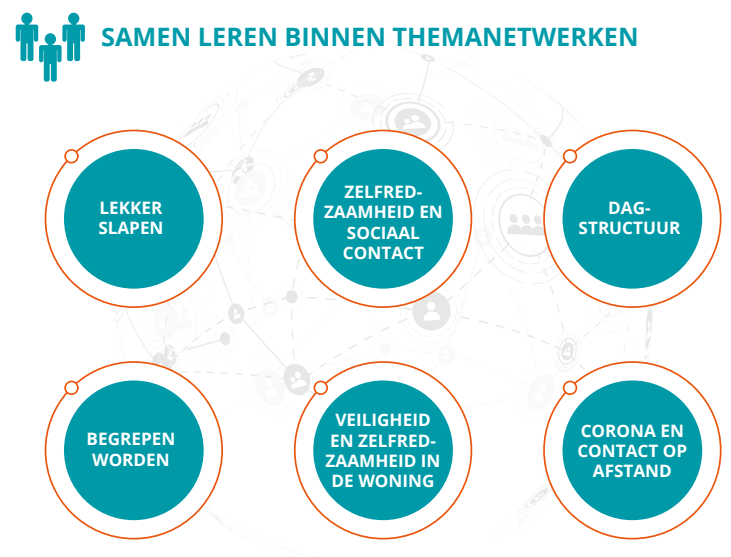 SAMEN LEREN BINNEN THEMANETWERKEN
LEKKER
SLAPEN
ZELFRED-
ZAAMHEID EN
SOCIAAL
CONTACT
DAG-
STRUCTUUR
BEGREPEN
WORDEN
VEILIGHEID
EN ZELFRED-
ZAAMHEID IN
DE WONING
CORONA EN
CONTACT OP
AFSTAND